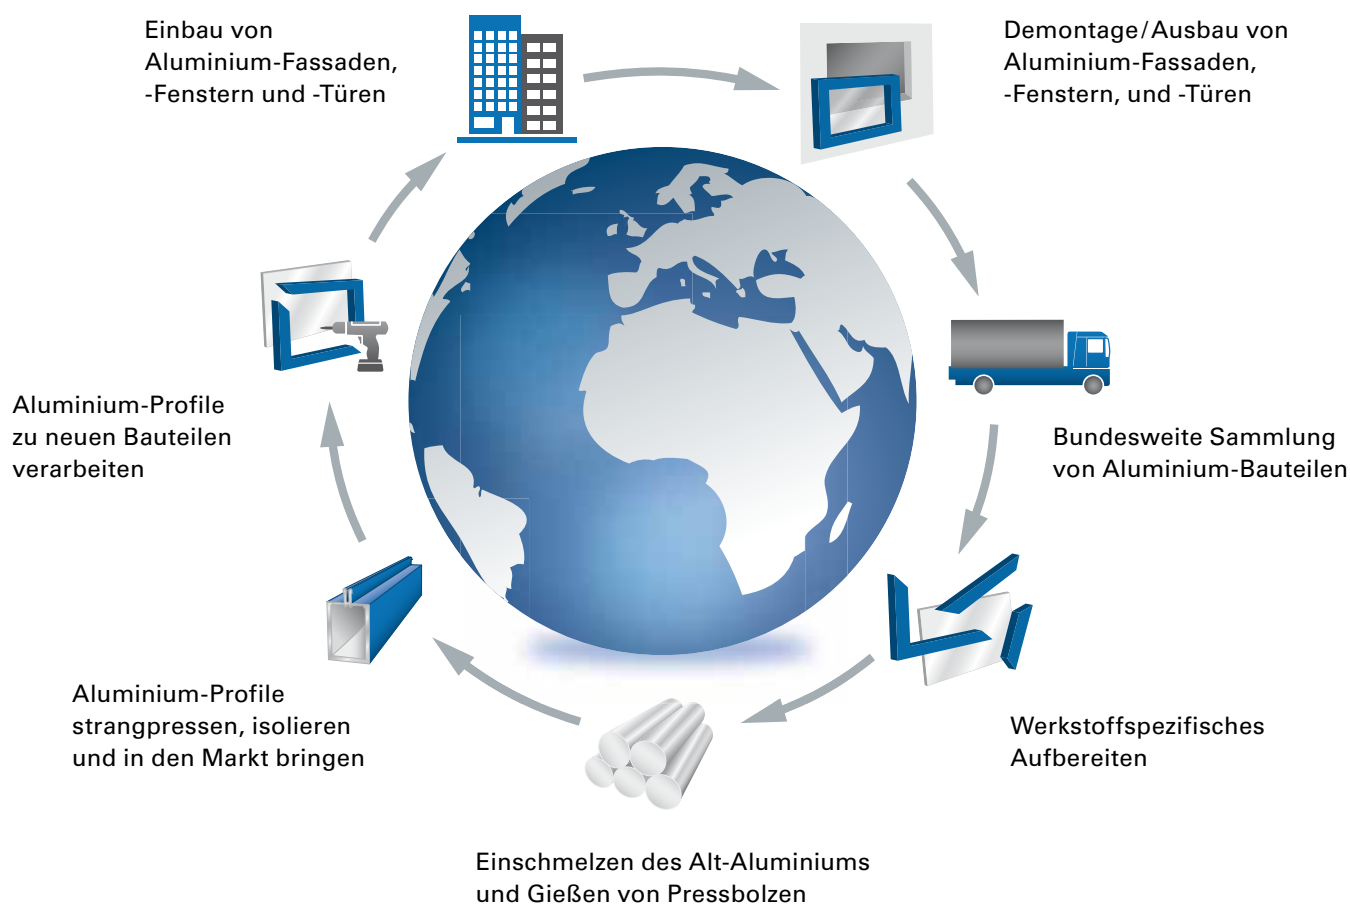 Einbau von
Aluminium-Fassaden,
-Fenstern und -Türen
Demontage/Ausbau von
Aluminium-Fassaden,
-Fenstern, und -Türen
Bundesweite Sammlung
von Aluminium-Bauteilen
Werkstoffspezifisches
Aufbereiten
Einschmelzen des Alt-Aluminiums
und Gießen von Pressbolzen
Aluminium-Profile
strangpressen, isolieren
und in den Markt bringen
Aluminium-Profile
zu neuen Bauteilen
verarbeiten